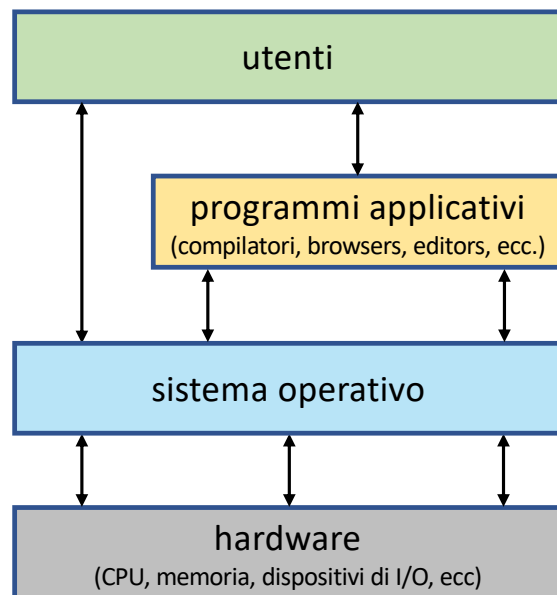 utenti
programmi applicativi
(compilatori, browsers, editors, ecc.)
sistema operativo
hardware
(CPU, memoria, dispositivi di I/O, ecc)